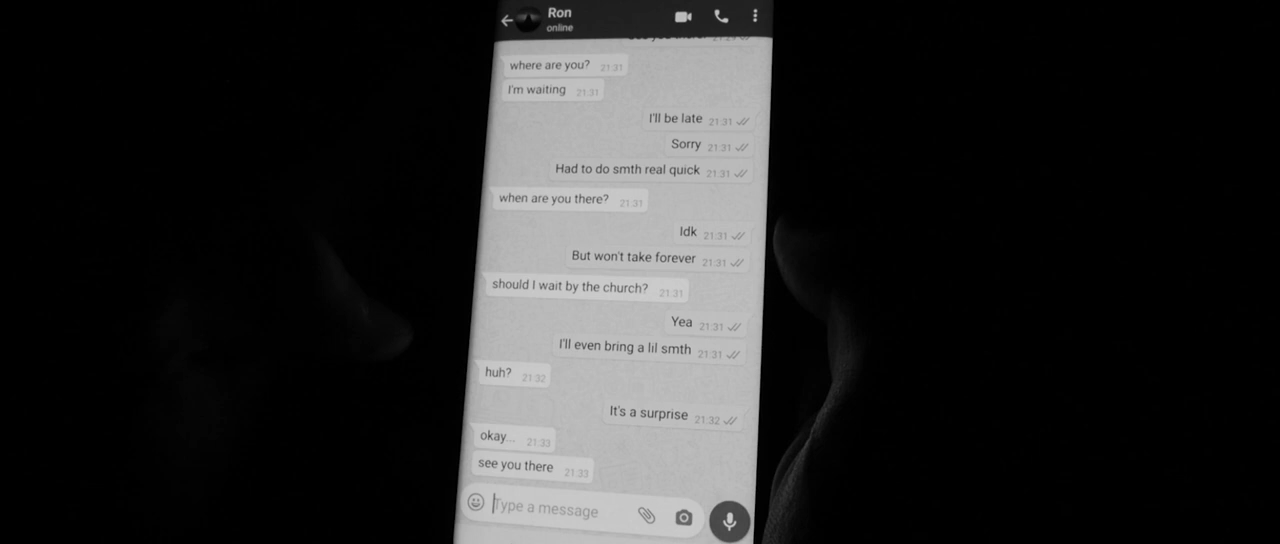 Ron
online
where are you? 21:31
I'm waiting 21:31
I'll be late 21:31
Sorry 21:31
Had to do smth real quick 21:31
when are you there? 21:31
Idk 21:31
But won't take forever 21:31
should I wait by the church? 21:31
Yea 21:31
I'll even bring a lil smth 21:31
huh? 21:32
It's a surprise 21:32
okay... 21:33
see you there 21:33
Type a message